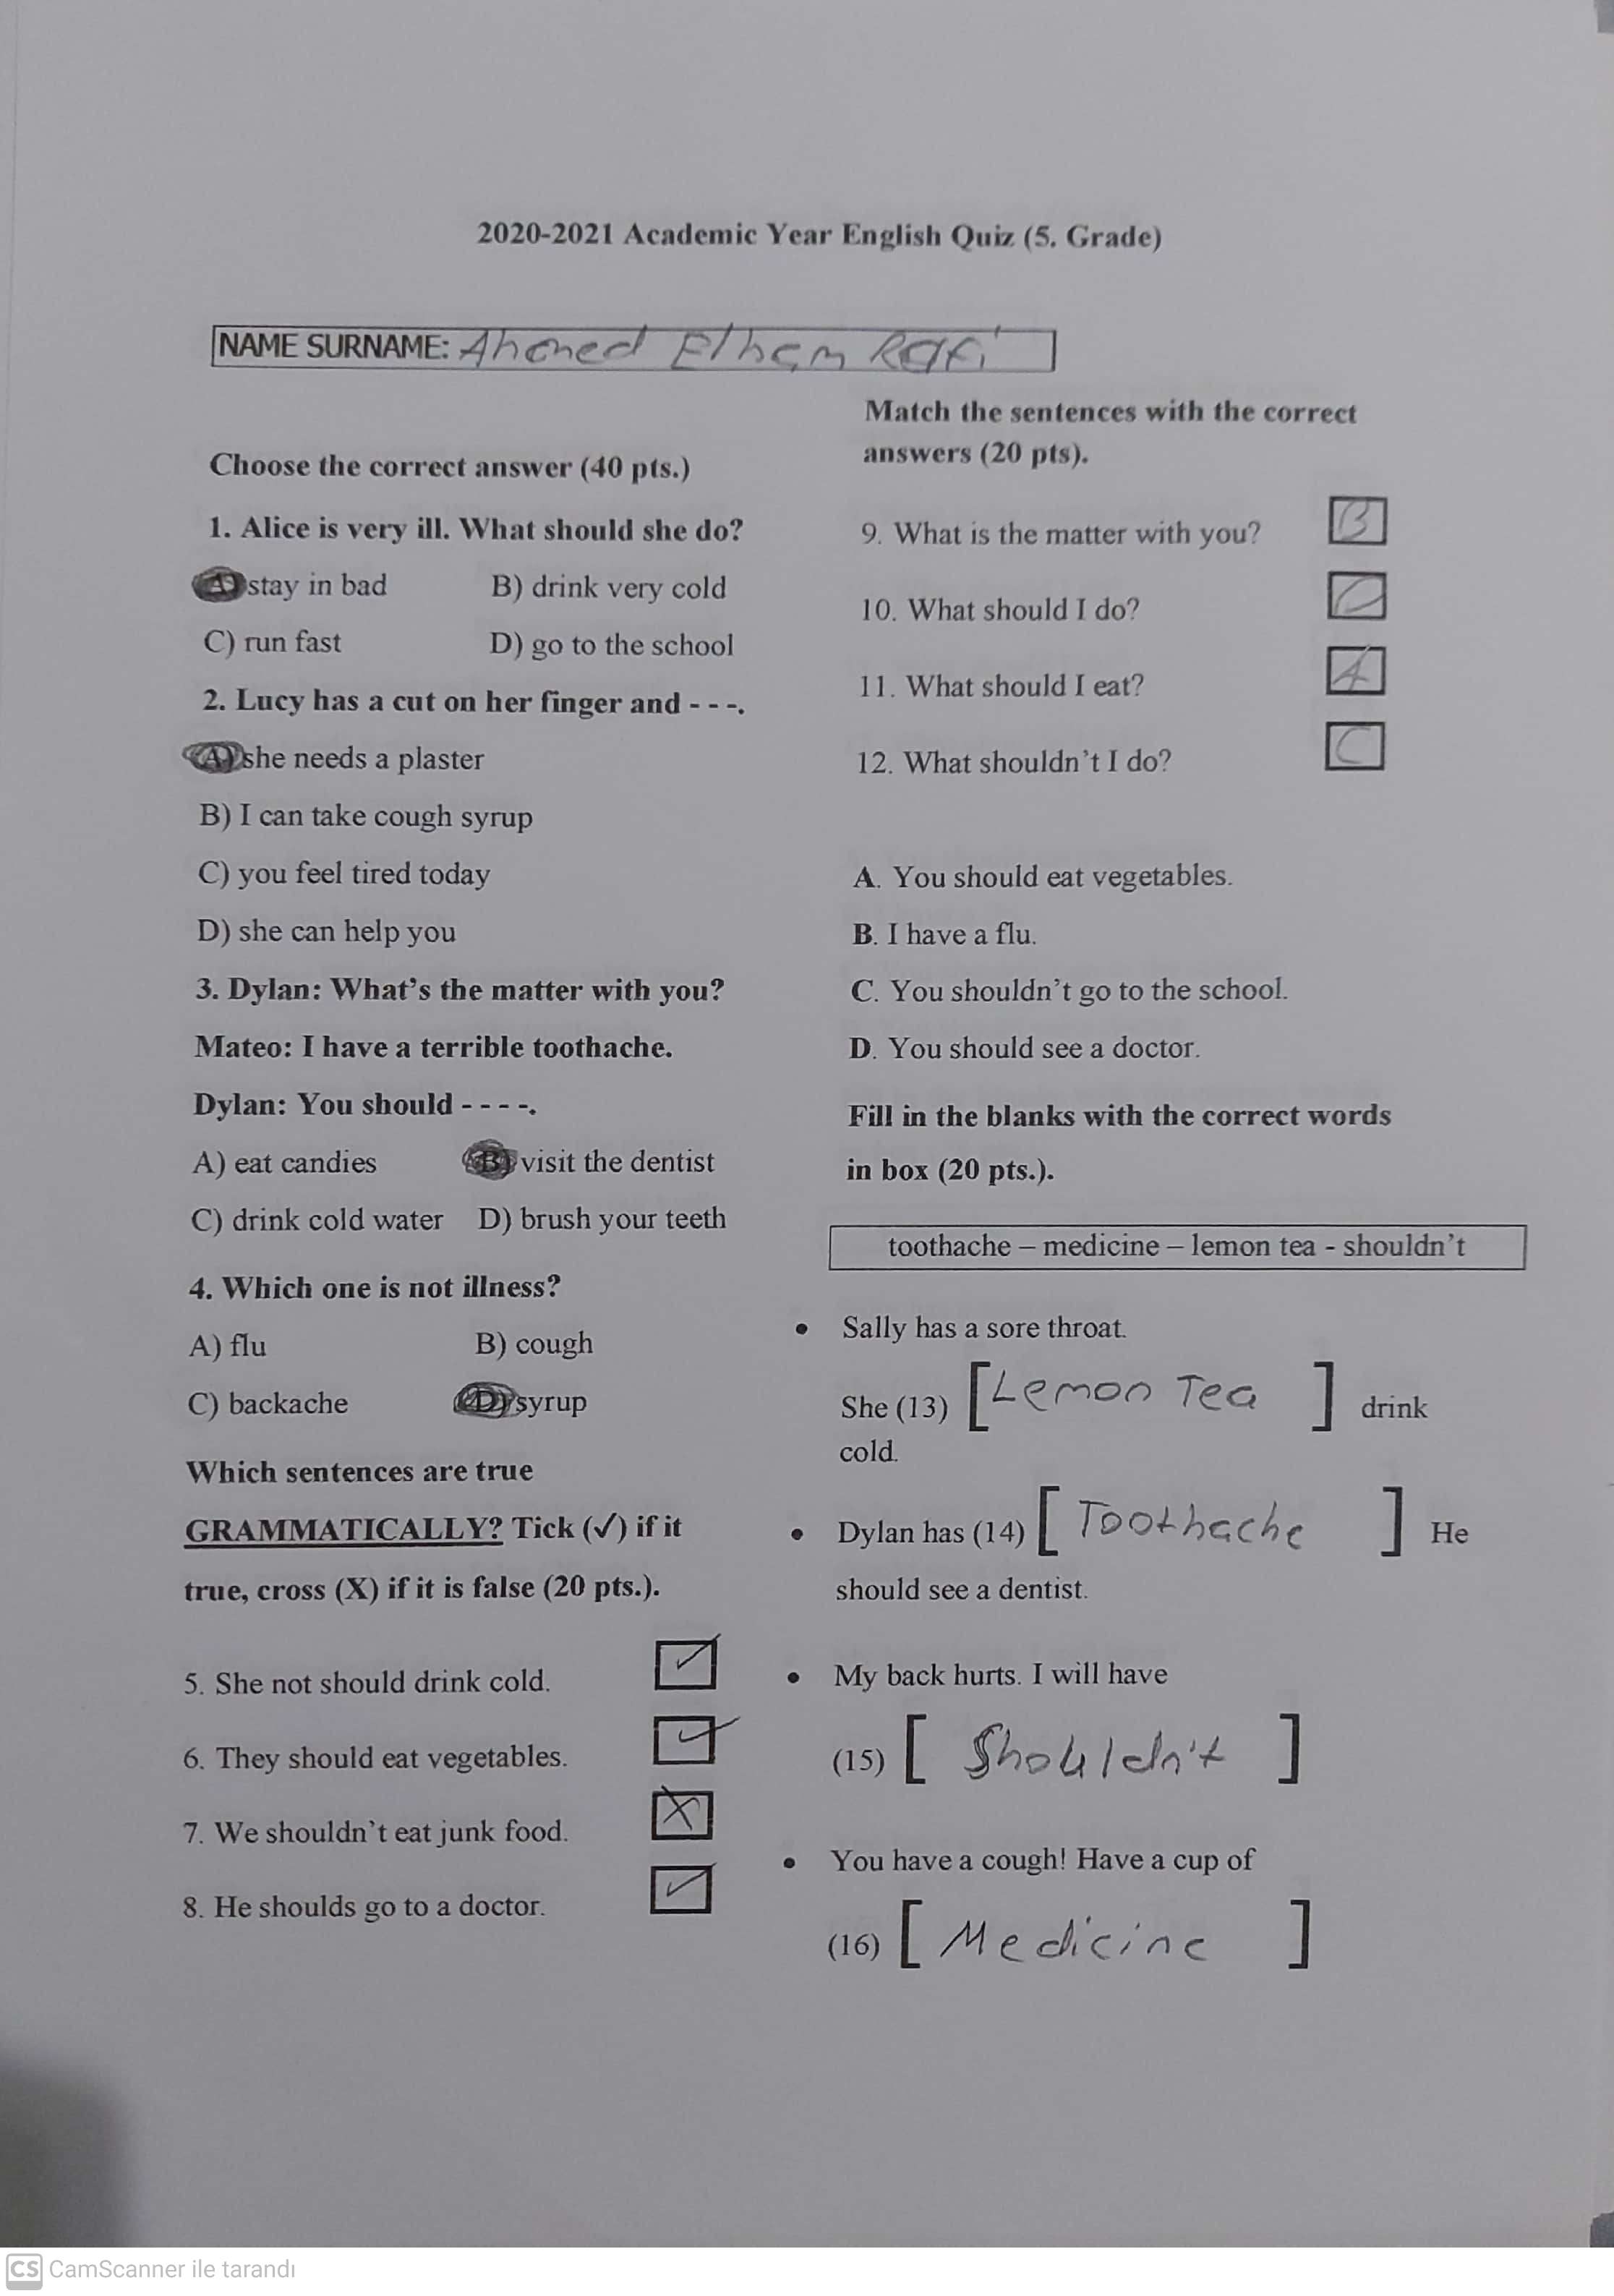 2020-2021 Academic Year English Quiz (5. Grade)
NAME SURNAME: Ahmed Elham Rafi
Choose the correct answer (40 pts.)
1. Alice is very ill. What should she do?
A) stay in bad B) drink very cold
C) run fast D) go to the school
2. Lucy has a cut on her finger and - - -.
A) she needs a plaster
B) I can take cough syrup
C) you feel tired today
D) she can help you
3. Dylan: What's the matter with you?
Mateo: I have a terrible toothache.
Dylan: You should - - - -.
A) eat candies B) visit the dentist
C) drink cold water D) brush your teeth
4. Which one is not illness?
A) flu B) cough
C) backache D) syrup
Which sentences are true
GRAMMATICALLY? Tick (✓) if it
true, cross (X) if it is false (20 pts.).
5. She not should drink cold. ✓
6. They should eat vegetables. ✓
7. We shouldn't eat junk food. X
8. He shoulds go to a doctor. ✓
Match the sentences with the correct
answers (20 pts).
9. What is the matter with you? B
10. What should I do? D
11. What should I eat? A
12. What shouldn't I do? C
A. You should eat vegetables.
B. I have a flu.
C. You shouldn't go to the school.
D. You should see a doctor.
Fill in the blanks with the correct words
in box (20 pts.).
toothache – medicine – lemon tea - shouldn't
• Sally has a sore throat.
She (13) [Lemon Tea] drink
cold.
• Dylan has (14) [Toothache] He
should see a dentist.
• My back hurts. I will have
(15) [Shouldn't]
• You have a cough! Have a cup of
(16) [Medicine]
CS CamScanner ile tarandı